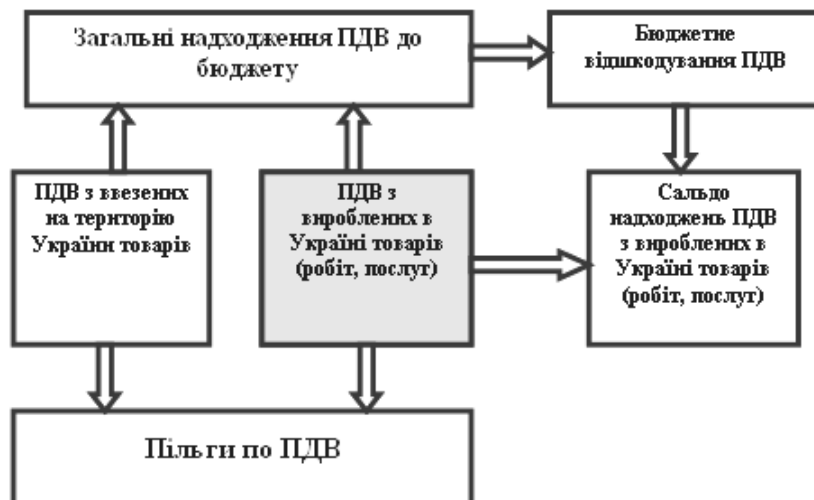 Загальні надходження ПДВ до
бюджету
Бюджетне
відшкодування ПДВ
ПДВ з ввезених
на територію
України товарів
ПДВ з
вироблених в
Україні товарів
(робіт, послуг)
Сальдо
надходжень ПДВ
з вироблених в
Україні товарів
(робіт, послуг)
Пільги по ПДВ